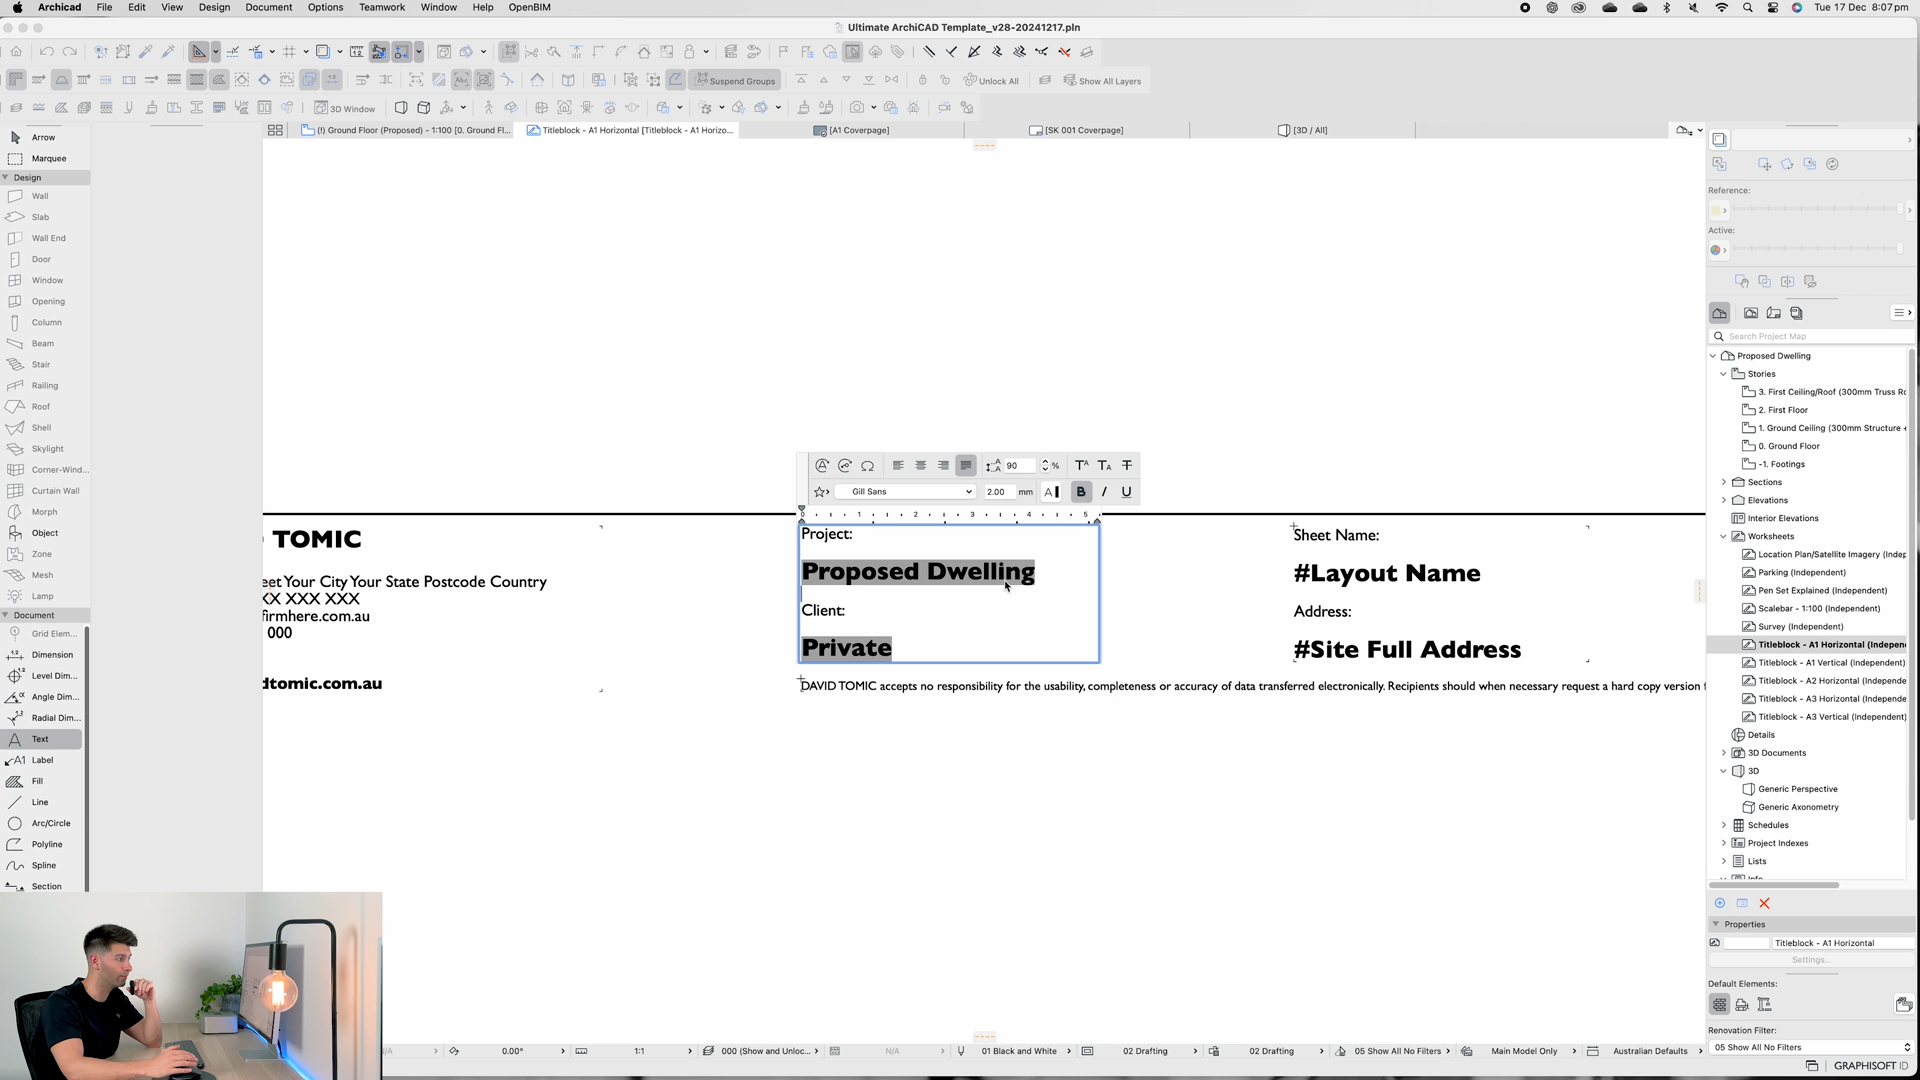 Archicad File Edit View Design Document Options Teamwork Window Help OpenBIM
Tue 17 Dec 8:07pm
Ultimate ArchiCAD Template_v28-20241217.pln
Suspend Groups
Unlock All
Show All Layers
3D Window
(!) Ground Floor (Proposed) - 1:100 [0. Ground Fl...
Titleblock - A1 Horizontal [Titleblock - A1 Horizo...
[A1 Coverpage]
[SK 001 Coverpage]
[3D / All]
Arrow
Marquee
Design
Wall
Slab
Wall End
Door
Window
Opening
Column
Beam
Stair
Railing
Roof
Shell
Skylight
Corner-Wind...
Curtain Wall
Morph
Object
Zone
Mesh
Lamp
Document
Grid Elem...
Dimension
Level Dim...
Angle Dim...
Radial Dim...
Text
Label
Fill
Line
Arc/Circle
Polyline
Spline
Section
TOMIC
eet Your City Your State Postcode Country
XX XXX XXX
firmhere.com.au
000
dtomic.com.au
90 %
Gill Sans 2.00 mm B I U
0 1 2 3 4 5
Project:
Proposed Dwelling
Client:
Private
Sheet Name:
#Layout Name
Address:
#Site Full Address
DAVID TOMIC accepts no responsibility for the usability, completeness or accuracy of data transferred electronically. Recipients should when necessary request a hard copy version f
Reference:
Active:
Search Project Map
Proposed Dwelling
Stories
3. First Ceiling/Roof (300mm Truss Ro
2. First Floor
1. Ground Ceiling (300mm Structure +
0. Ground Floor
-1. Footings
Sections
Elevations
Interior Elevations
Worksheets
Location Plan/Satellite Imagery (Indep
Parking (Independent)
Pen Set Explained (Independent)
Scalebar - 1:100 (Independent)
Survey (Independent)
Titleblock - A1 Horizontal (Indepen
Titleblock - A1 Vertical (Independent)
Titleblock - A2 Horizontal (Independe
Titleblock - A3 Horizontal (Independe
Titleblock - A3 Vertical (Independent)
Details
3D Documents
3D
Generic Perspective
Generic Axonometry
Schedules
Project Indexes
Lists
Properties
Titleblock - A1 Horizontal
Settings...
Default Elements:
Renovation Filter:
05 Show All No Filters
N/A 0.00° 1:1 000 (Show and Unloc... N/A 01 Black and White 02 Drafting 02 Drafting 05 Show All No Filters Main Model Only Australian Defaults
GRAPHISOFT ID